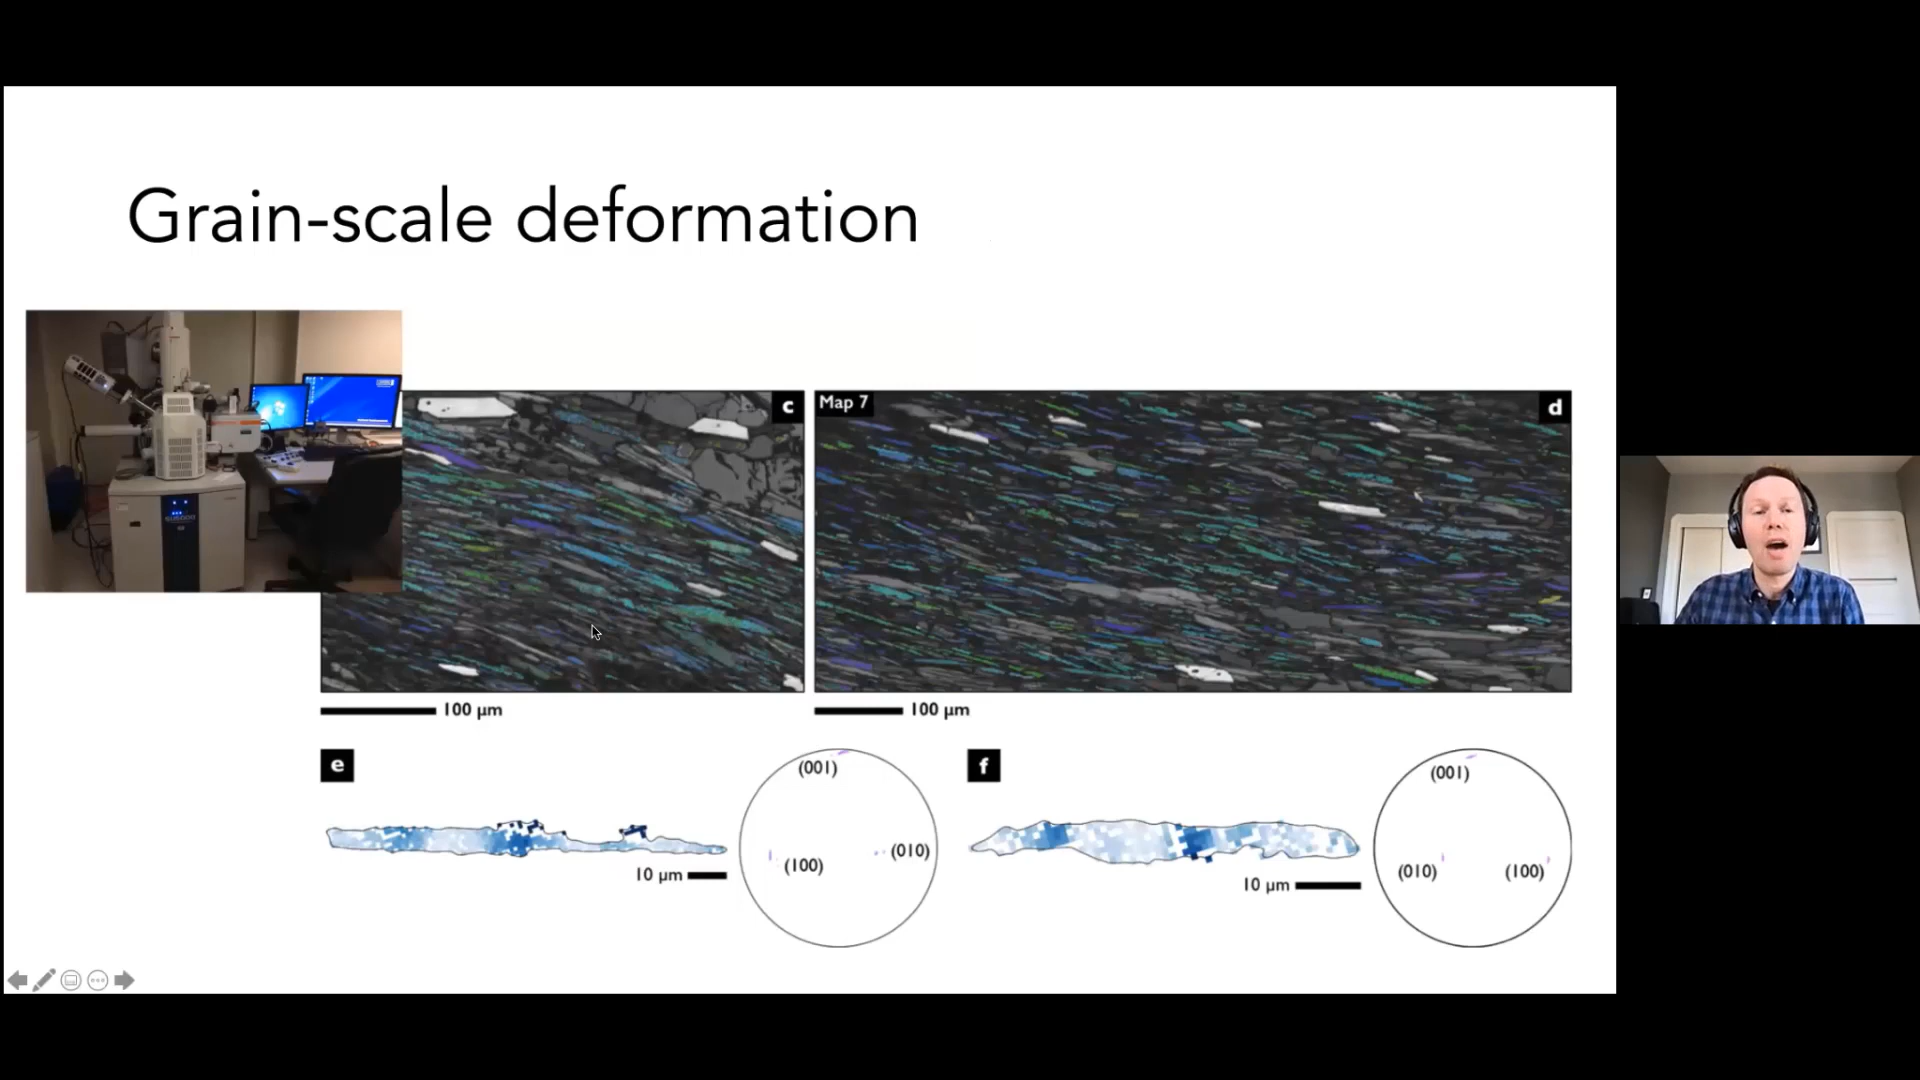 Grain-scale deformation
c
Map 7
d
100 μm
100 μm
e
(001)
(100)
(010)
10 μm
f
(001)
(010)
(100)
10 μm